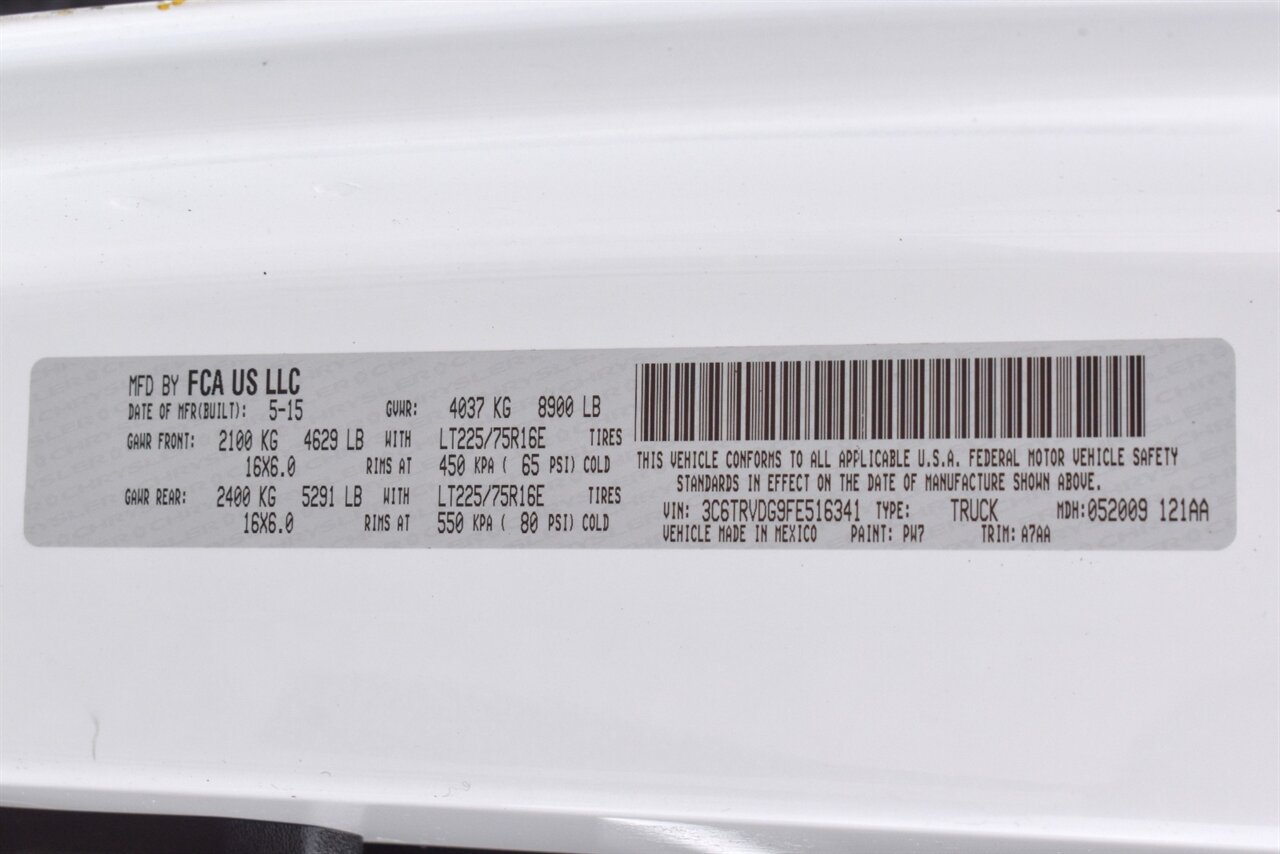 MFD BY FCA US LLC
DATE OF MFR(BUILT): 5-15 GVWR: 4037 KG 8900 LB
GAWR FRONT: 2100 KG 4629 LB WITH LT225/75R16E TIRES
16X6.0 RIMS AT 450 KPA ( 65 PSI) COLD
GAWR REAR: 2400 KG 5291 LB WITH LT225/75R16E TIRES
16X6.0 RIMS AT 550 KPA ( 80 PSI) COLD
THIS VEHICLE CONFORMS TO ALL APPLICABLE U.S.A. FEDERAL MOTOR VEHICLE SAFETY
STANDARDS IN EFFECT ON THE DATE OF MANUFACTURE SHOWN ABOVE.
VIN: 3C6TRVDG9FE516341 TYPE: TRUCK MDH:052009 121AA
VEHICLE MADE IN MEXICO PAINT: PW7 TRIM: A7AA